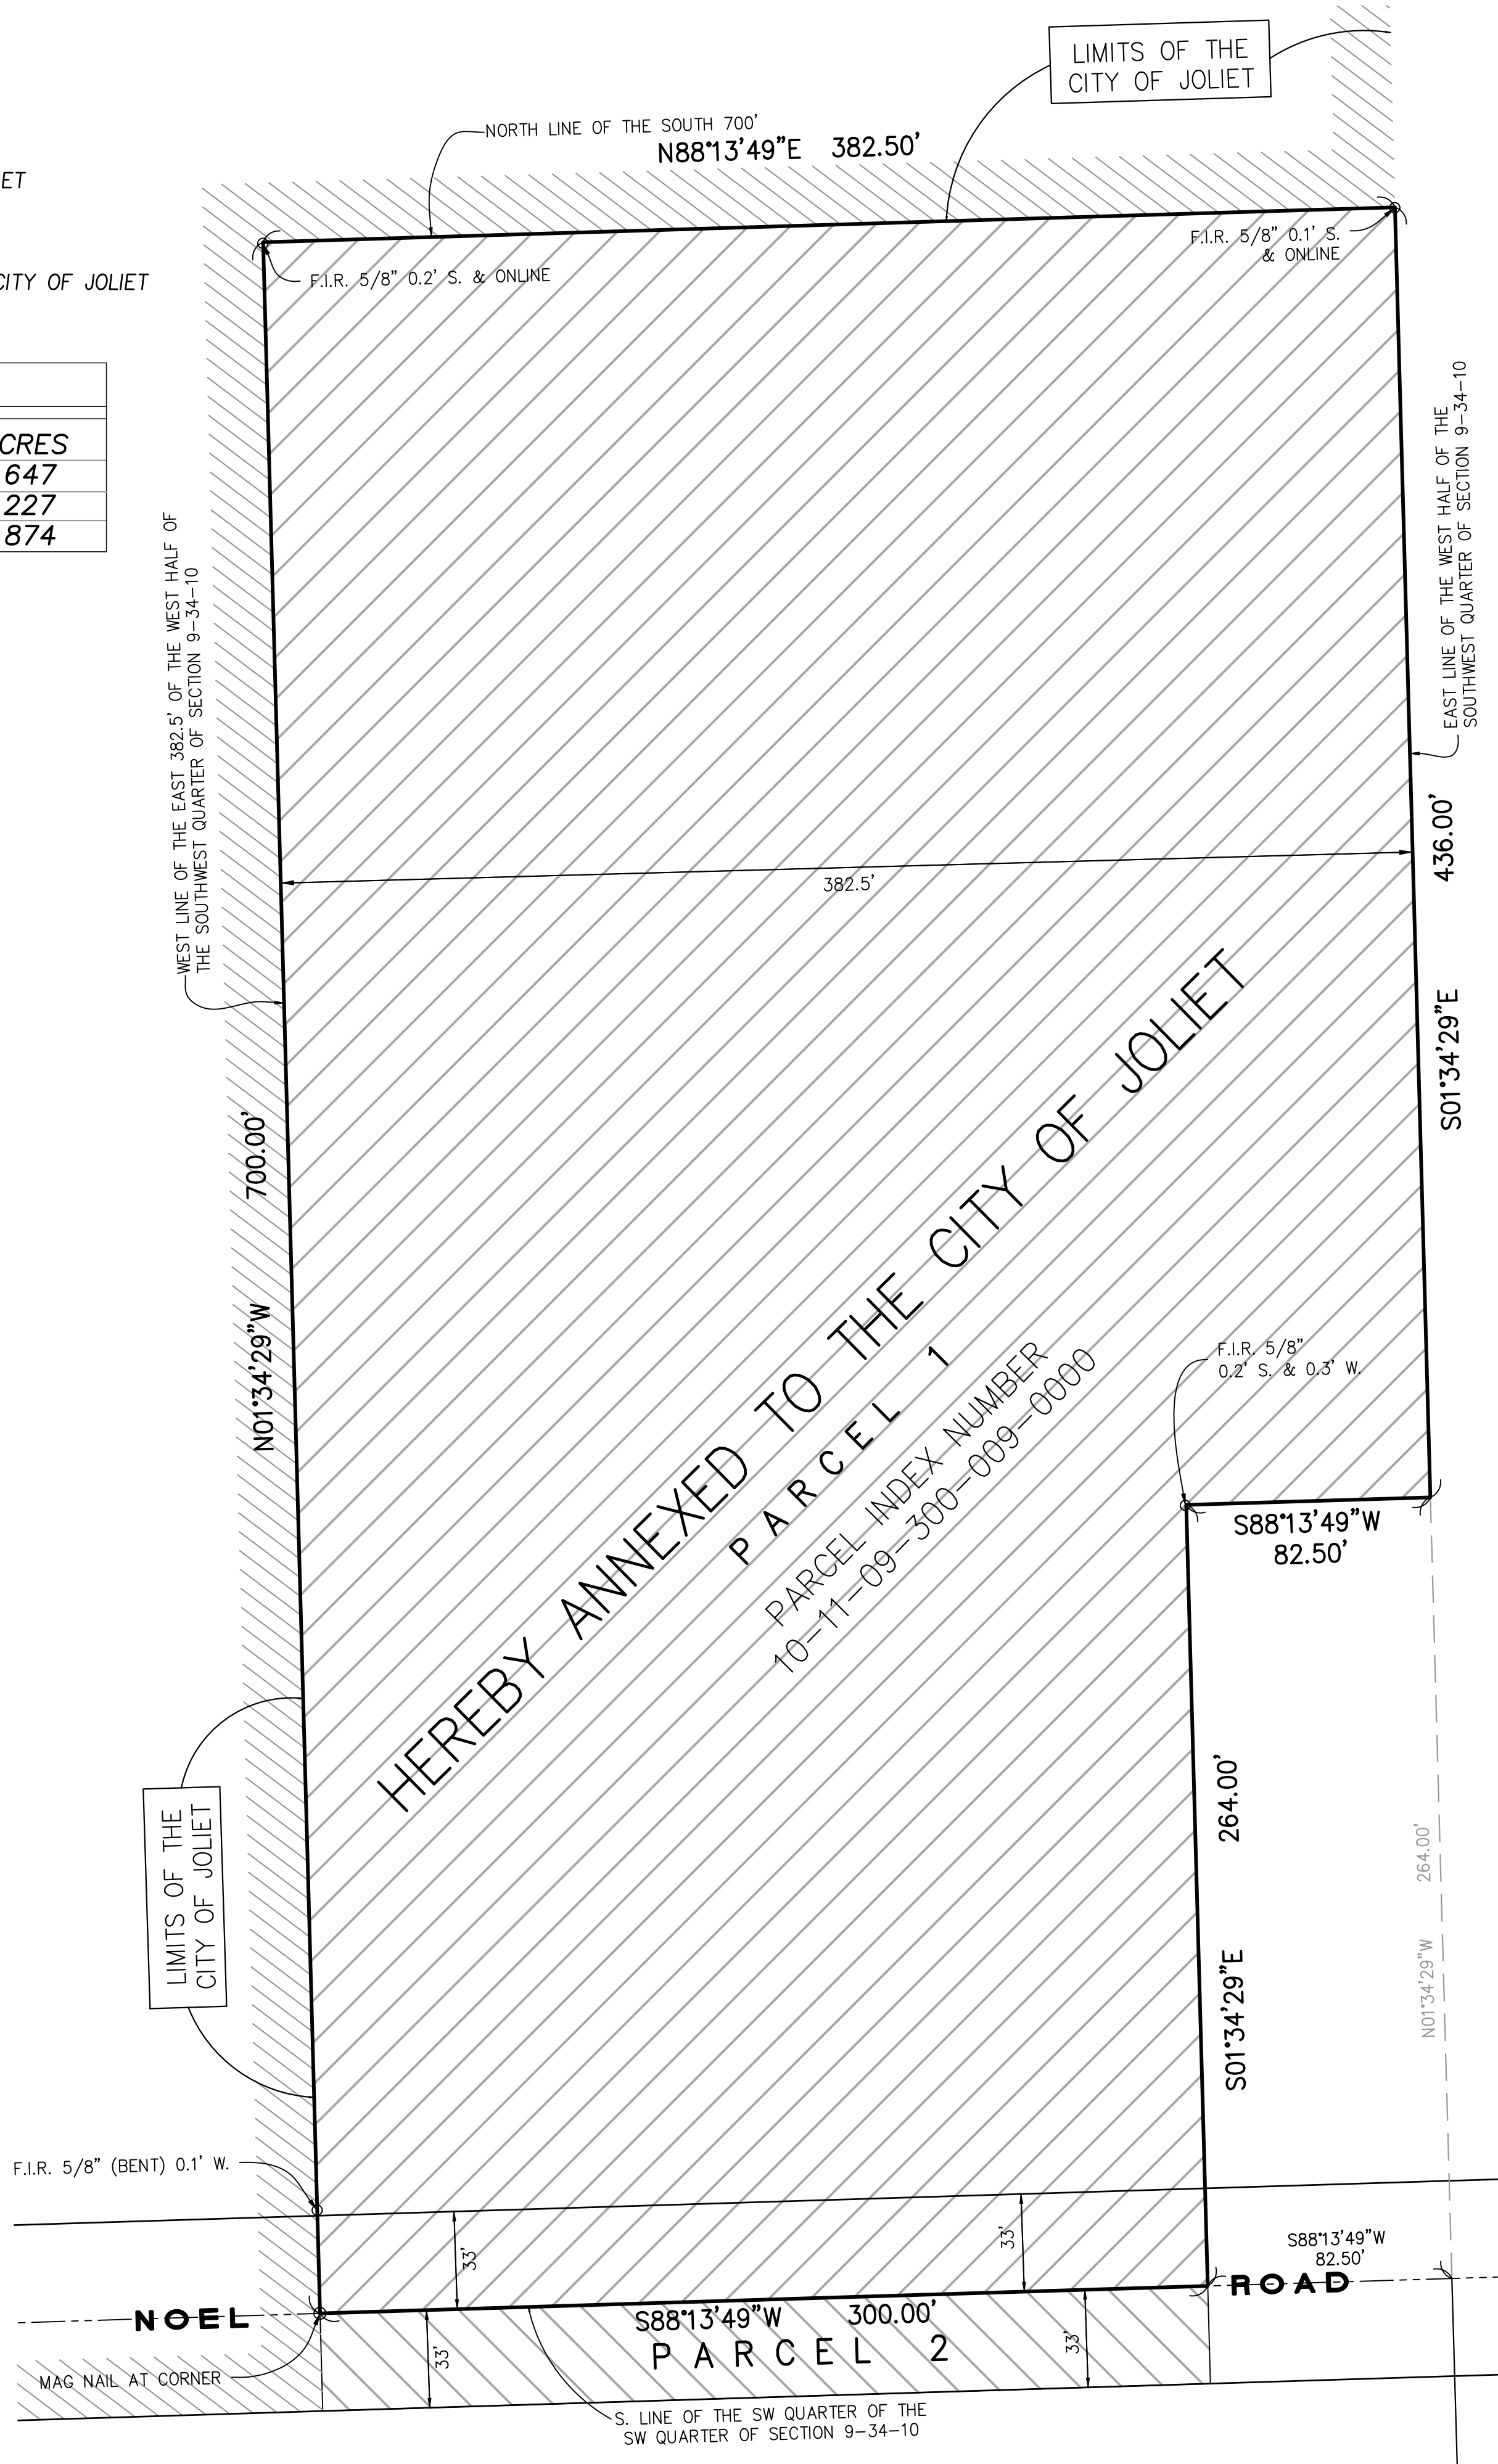 LIMITS OF THE
CITY OF JOLIET
NORTH LINE OF THE SOUTH 700'
N88°13'49"E 382.50'
ET
CITY OF JOLIET
F.I.R. 5/8" 0.2' S. & ONLINE
F.I.R. 5/8" 0.1' S.
& ONLINE
CRES
647
227
874
WEST LINE OF THE EAST 382.5' OF THE WEST HALF OF
THE SOUTHWEST QUARTER OF SECTION 9-34-10
EAST LINE OF THE WEST HALF OF THE
SOUTHWEST QUARTER OF SECTION 9-34-10
382.5'
436.00'
S01°34'29"E
700.00'
N01°34'29"W
HEREBY ANNEXED TO THE CITY OF JOLIET
PARCEL 1
PARCEL INDEX NUMBER
10-11-09-300-009-0000
F.I.R. 5/8"
0.2' S. & 0.3' W.
S88°13'49"W
82.50'
LIMITS OF THE
CITY OF JOLIET
264.00'
S01°34'29"E
264.00'
N01°34'29"W
F.I.R. 5/8" (BENT) 0.1' W.
33'
33'
S88°13'49"W
82.50'
NOEL
ROAD
S88°13'49"W 300.00'
PARCEL 2
33'
33'
MAG NAIL AT CORNER
S. LINE OF THE SW QUARTER OF THE
SW QUARTER OF SECTION 9-34-10